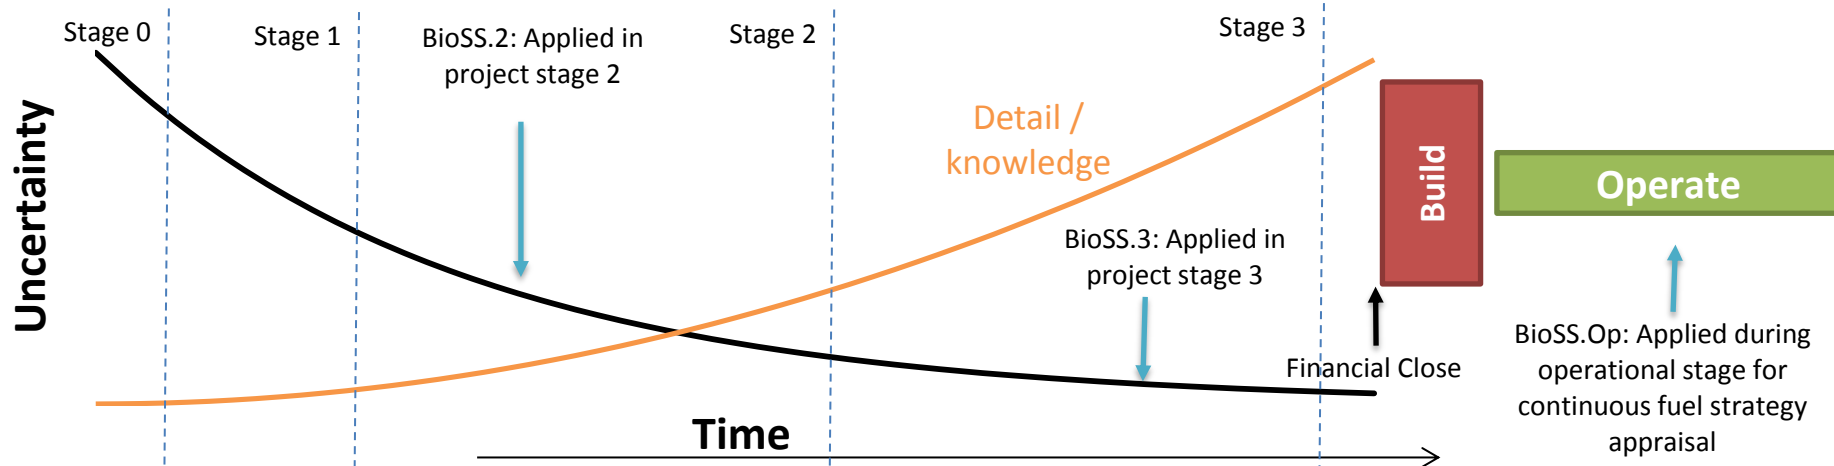 Stage 0
Stage 1
BioSS.2: Applied in
project stage 2
Stage 2
Stage 3
Uncertainty
Detail /
knowledge
Build
Operate
BioSS.3: Applied in
project stage 3
Financial Close
BioSS.Op: Applied during
operational stage for
continuous fuel strategy
appraisal
Time